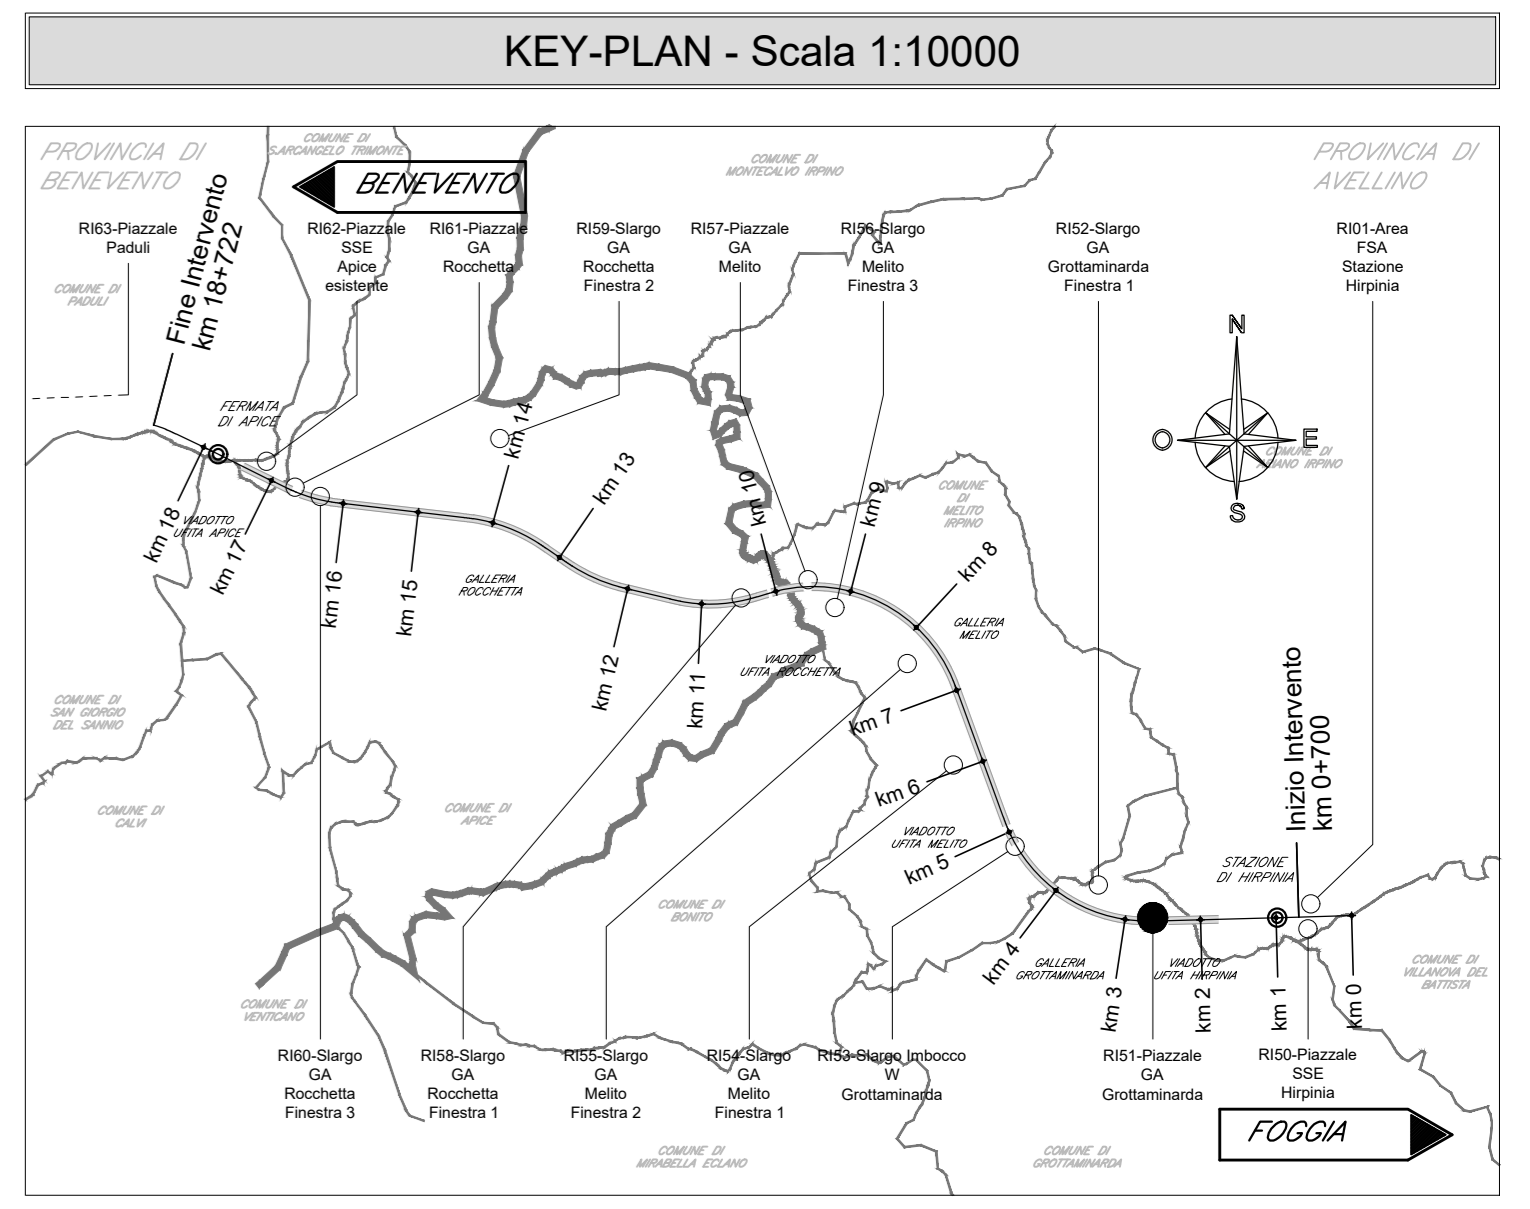 KEY-PLAN - Scala 1:10000
PROVINCIA DI
BENEVENTO
COMUNE DI
S.ARCANGELO TRIMONTE
BENEVENTO
COMUNE DI
MONTECALVO IRPINO
PROVINCIA DI
AVELLINO
RI63-Piazzale
Paduli
Fine Intervento
km 18+722
RI62-Piazzale
SSE
Apice
esistente
RI61-Piazzale
GA
Rocchetta
RI59-Slargo
GA
Rocchetta
Finestra 2
RI57-Piazzale
GA
Melito
RI56-Slargo
GA
Melito
Finestra 3
RI52-Slargo
GA
Grottaminarda
Finestra 1
RI01-Area
FSA
Stazione
Hirpinia
COMUNE DI
PADULI
N
O
E
S
COMUNE DI
ARIANO IRPINO
FERMATA
DI APICE
COMUNE
DI
MELITO
IRPINO
km 18
VIADOTTO
UFITA APICE
km 17
km 16
km 15
km 14
km 13
km 12
km 11
km 10
km 9
km 8
km 7
km 6
km 5
km 4
km 3
km 2
km 1
km 0
GALLERIA
ROCCHETTA
GALLERIA
MELITO
VIADOTTO
UFITA ROCCHETTA
COMUNE DI
SAN GIORGIO
DEL SANNIO
Inizio Intervento
km 0+700
COMUNE DI
CALVI
COMUNE DI
APICE
VIADOTTO
UFITA MELITO
STAZIONE
DI HIRPINIA
COMUNE DI
BONITO
GALLERIA
GROTTAMINARDA
VIADOTTO
UFITA HIRPINIA
COMUNE DI
VILLANOVA DEL
BATTISTA
COMUNE DI
VENTICANO
RI60-Slargo
GA
Rocchetta
Finestra 3
RI58-Slargo
GA
Rocchetta
Finestra 1
RI55-Slargo
GA
Melito
Finestra 2
RI54-Slargo
GA
Melito
Finestra 1
RI53-Slargo Imbocco
W
Grottaminarda
RI51-Piazzale
GA
Grottaminarda
RI50-Piazzale
SSE
Hirpinia
FOGGIA
COMUNE DI
MIRABELLA ECLANO
COMUNE DI
GROTTAMINARDA